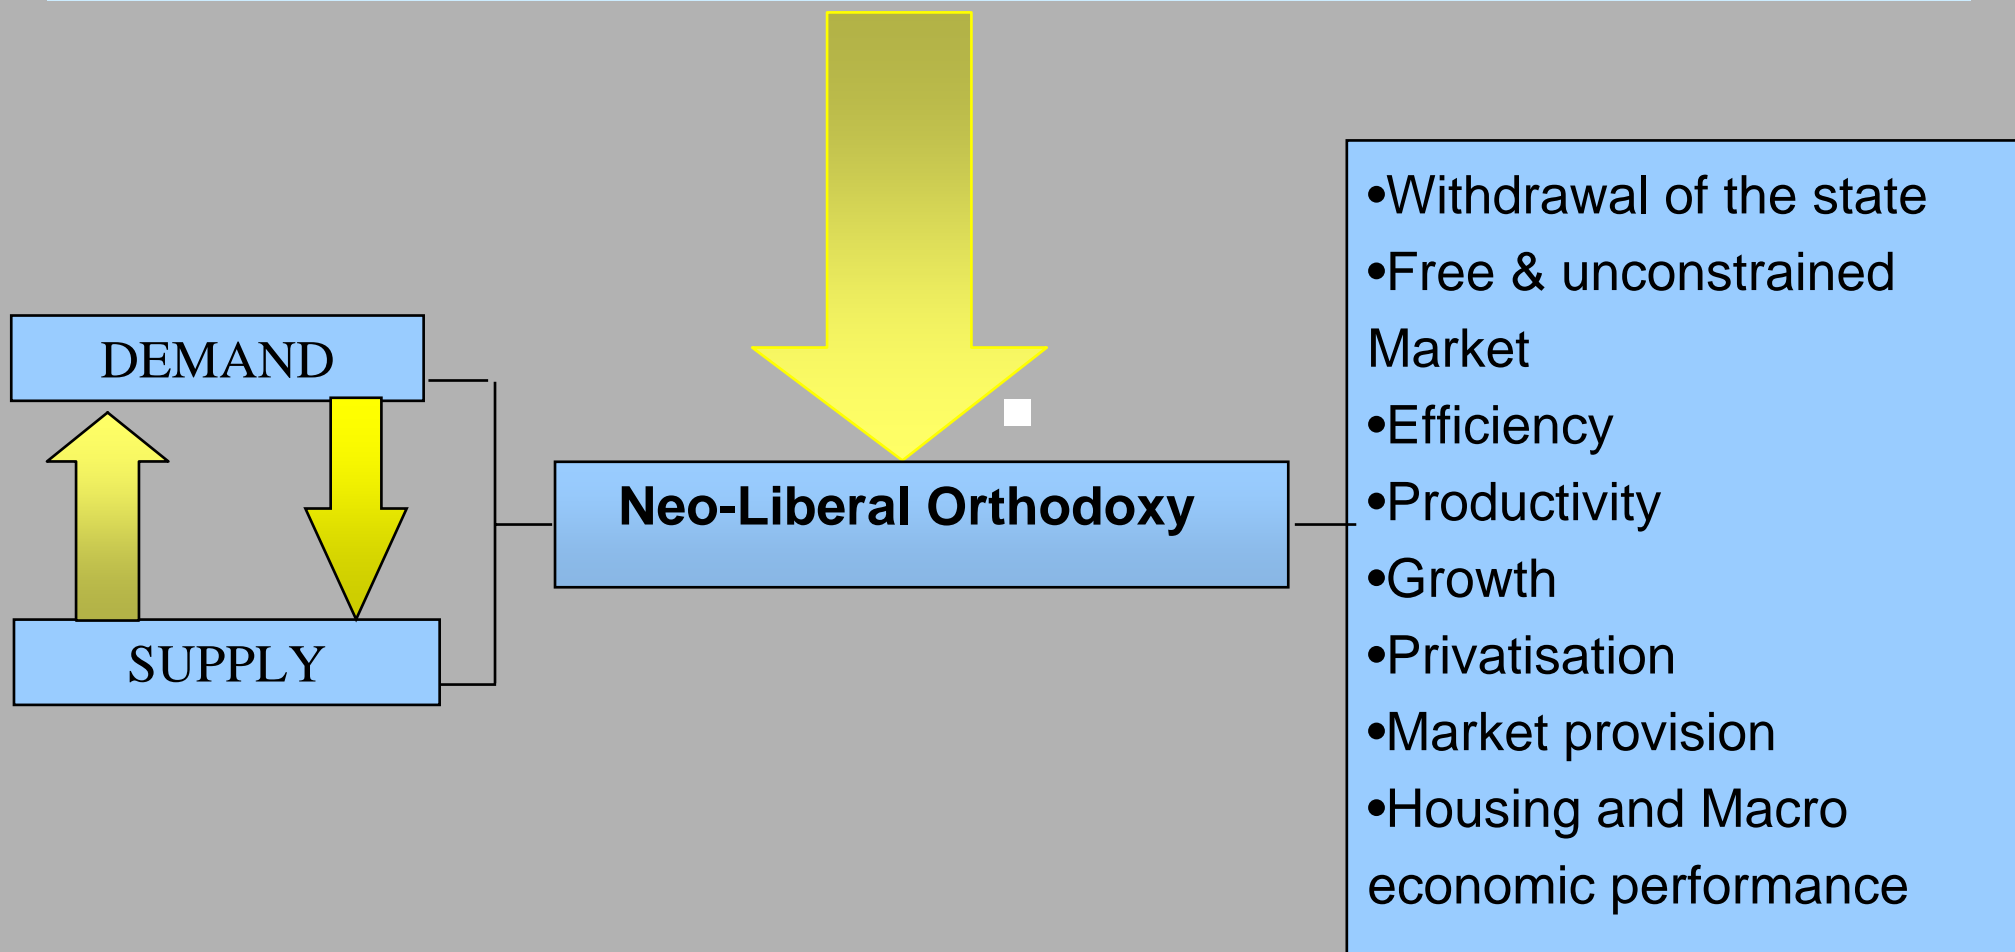 DEMAND
SUPPLY
Neo-Liberal Orthodoxy
•Withdrawal of the state
•Free & unconstrained
Market
•Efficiency
•Productivity
•Growth
•Privatisation
•Market provision
•Housing and Macro
economic performance